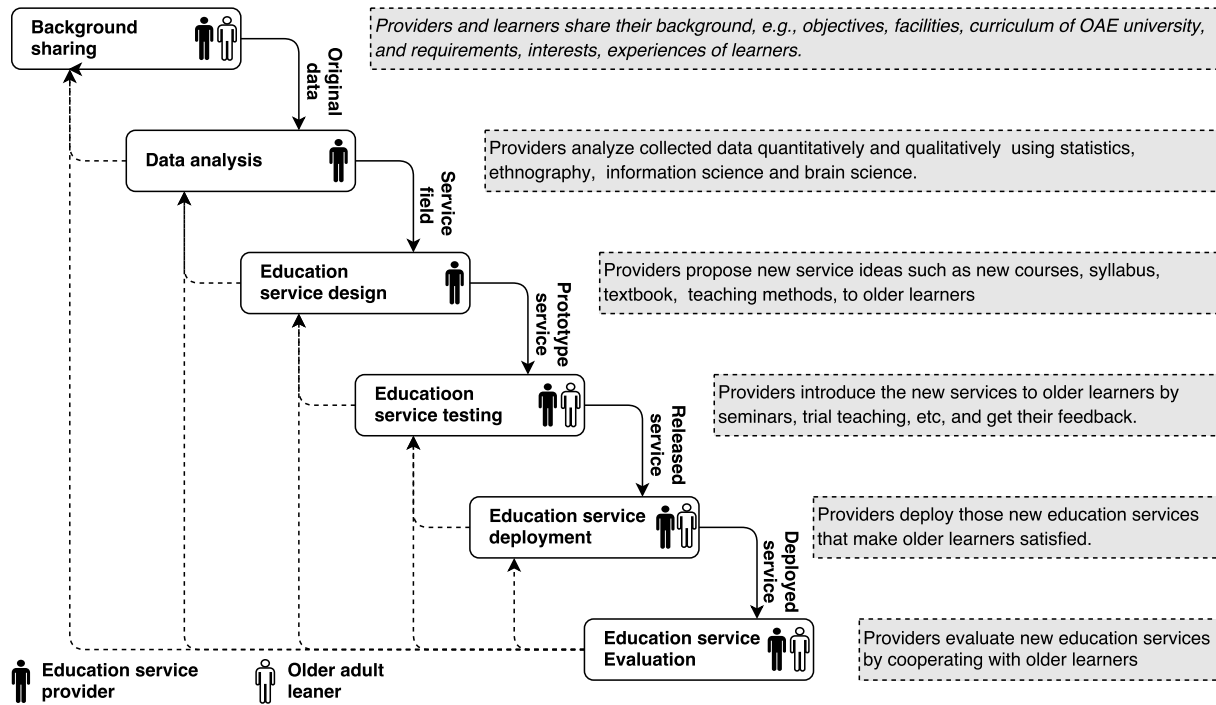 Background
sharing
Providers and learners share their background, e.g., objectives, facilities, curriculum of OAE university,
and requirements, interests, experiences of learners.
Original
data
Data analysis
Providers analyze collected data quantitatively and qualitatively using statistics,
ethnography, information science and brain science.
Service
field
Education
service design
Providers propose new service ideas such as new courses, syllabus,
textbook, teaching methods, to older learners
Prototype
service
Educatioon
service testing
Providers introduce the new services to older learners by
seminars, trial teaching, etc, and get their feedback.
Released
service
Education service
deployment
Providers deploy those new education services
that make older learners satisfied.
Deployed
service
Education service
Evaluation
Providers evaluate new education services
by cooperating with older learners
Education service
provider
Older adult
leaner